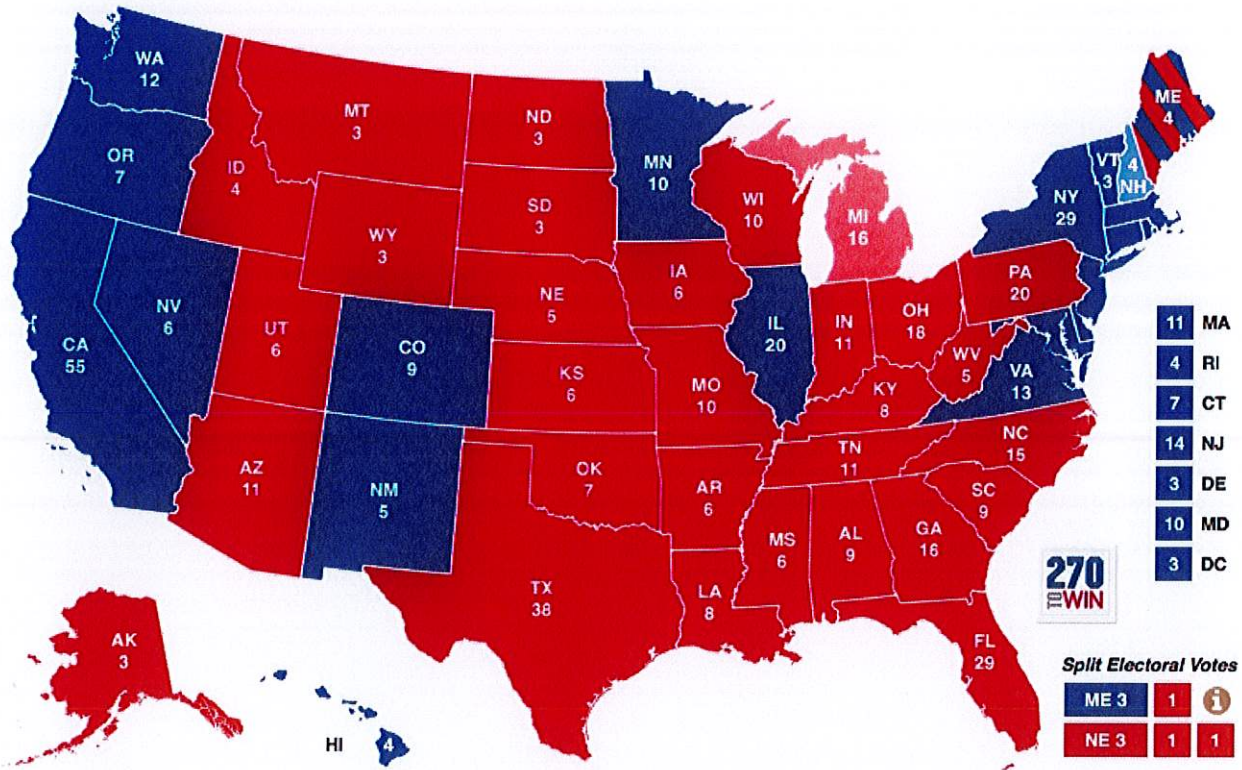 WA
12
MT
3
ND
3
MN
10
ME
4
OR
7
ID
4
SD
3
WI
10
MI
16
VT
3
4
NH
NY
29
WY
3
NV
6
UT
6
CO
9
NE
5
IA
6
IL
20
IN
11
OH
18
PA
20
CA
55
KS
6
MO
10
KY
8
WV
5
VA
13
11 MA
4 RI
7 CT
14 NJ
3 DE
10 MD
3 DC
AZ
11
NM
5
OK
7
AR
6
TN
11
NC
15
SC
9
TX
38
LA
8
MS
6
AL
9
GA
16
FL
29
AK
3
HI 4
270
TO WIN
Split Electoral Votes
ME 3 1 i
NE 3 1 1